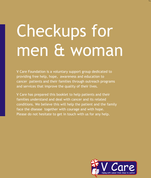 Checkups for
men & woman
V Care Foundation is a voluntary support group dedicated to
providing free help, hope, awareness and education to
cancer patients and their families through outreach programs
and services that improve the quality of their lives.
V Care has prepared this booklet to help patients and their
families understand and deal with cancer and its related
conditions. We believe this will help the patient and the family
face the disease together with courage and with hope.
Please do not hesitate to get in touch with us for any help.
V Care